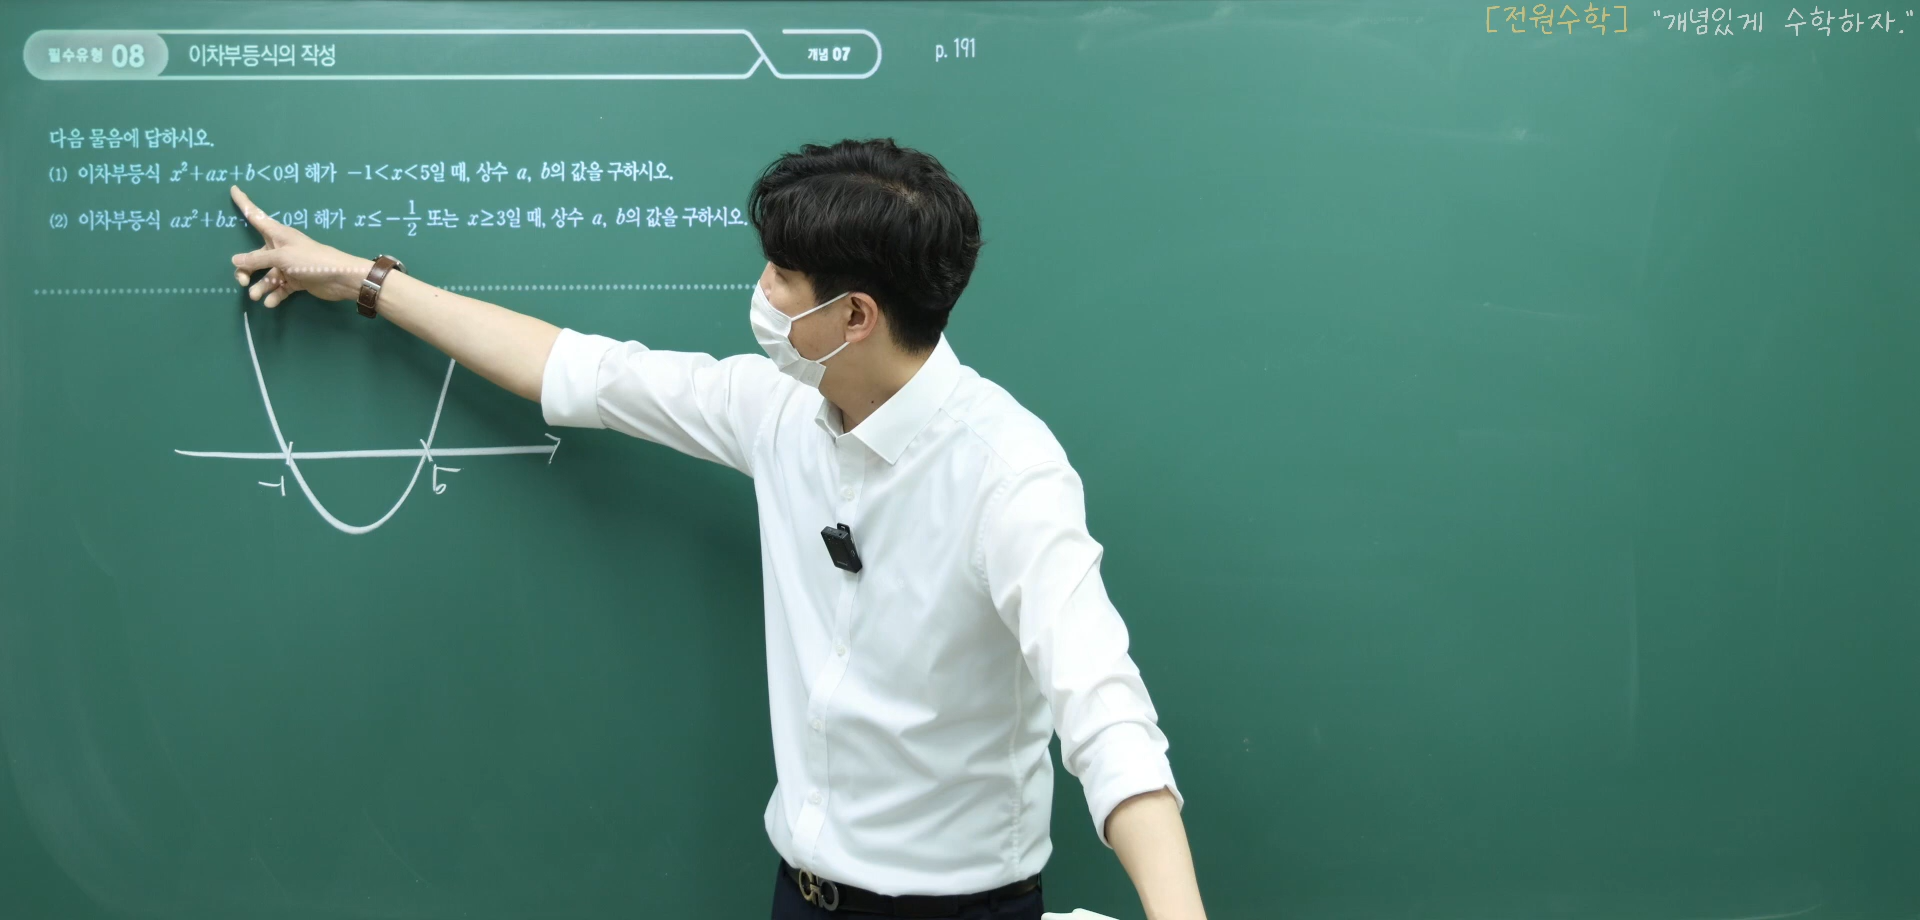 [전원수학] "개념있게 수학하자."
필수유형 08 이차부등식의 작성 개념 07 p. 191
다음 물음에 답하시오.
(1) 이차부등식 x²+ax+b<0의 해가 −1<x<5일 때, 상수 a, b의 값을 구하시오.
(2) 이차부등식 ax²+bx+ ≤0의 해가 x≤−1/2 또는 x≥3일 때, 상수 a, b의 값을 구하시오.
-1 5